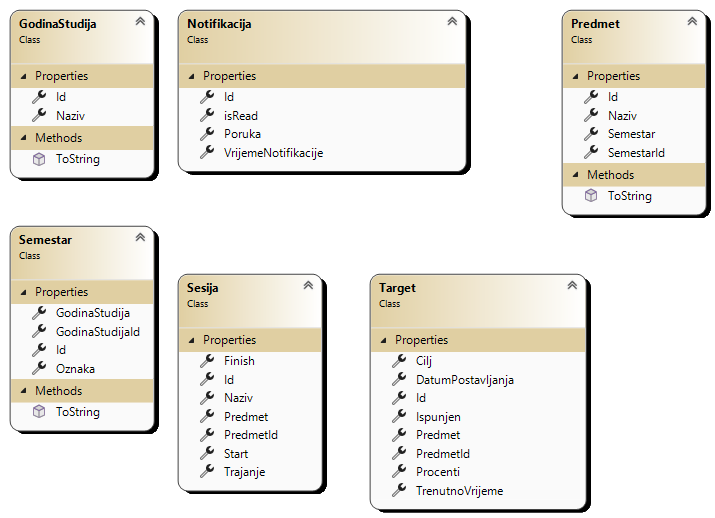 GodinaStudija
Class
Properties
Id
Naziv
Methods
ToString
Notifikacija
Class
Properties
Id
isRead
Poruka
VrijemeNotifikacije
Predmet
Class
Properties
Id
Naziv
Semestar
SemestarId
Methods
ToString
Semestar
Class
Properties
GodinaStudija
GodinaStudijaId
Id
Oznaka
Methods
ToString
Sesija
Class
Properties
Finish
Id
Naziv
Predmet
PredmetId
Start
Trajanje
Target
Class
Properties
Cilj
DatumPostavljanja
Id
Ispunjen
Predmet
PredmetId
Procenti
TrenutnoVrijeme